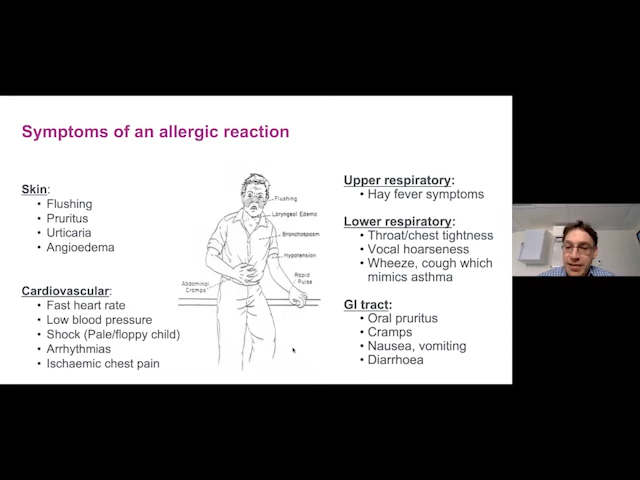 Symptoms of an allergic reaction
Skin:
• Flushing
• Pruritus
• Urticaria
• Angioedema
Cardiovascular:
• Fast heart rate
• Low blood pressure
• Shock (Pale/floppy child)
• Arrhythmias
• Ischaemic chest pain
Flushing
Laryngeal Edema
Bronchospasm
Hypotension
Rapid
Pulse
Abdominal
Cramps
Upper respiratory:
• Hay fever symptoms
Lower respiratory:
• Throat/chest tightness
• Vocal hoarseness
• Wheeze, cough which
mimics asthma
GI tract:
• Oral pruritus
• Cramps
• Nausea, vomiting
• Diarrhoea